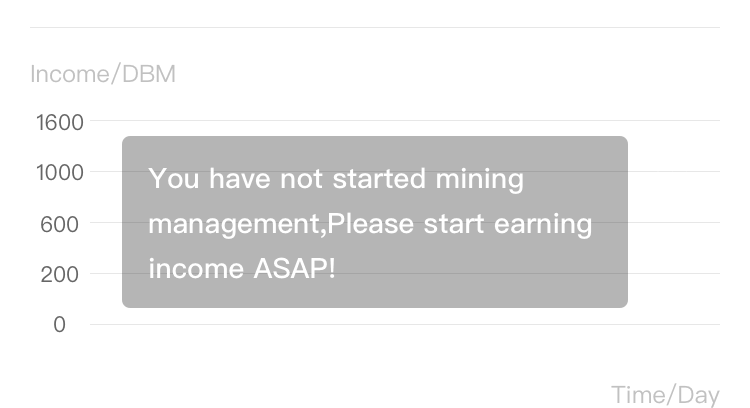 Income/DBM
1600
1000
600
200
0
You have not started mining
management,Please start earning
income ASAP!
Time/Day